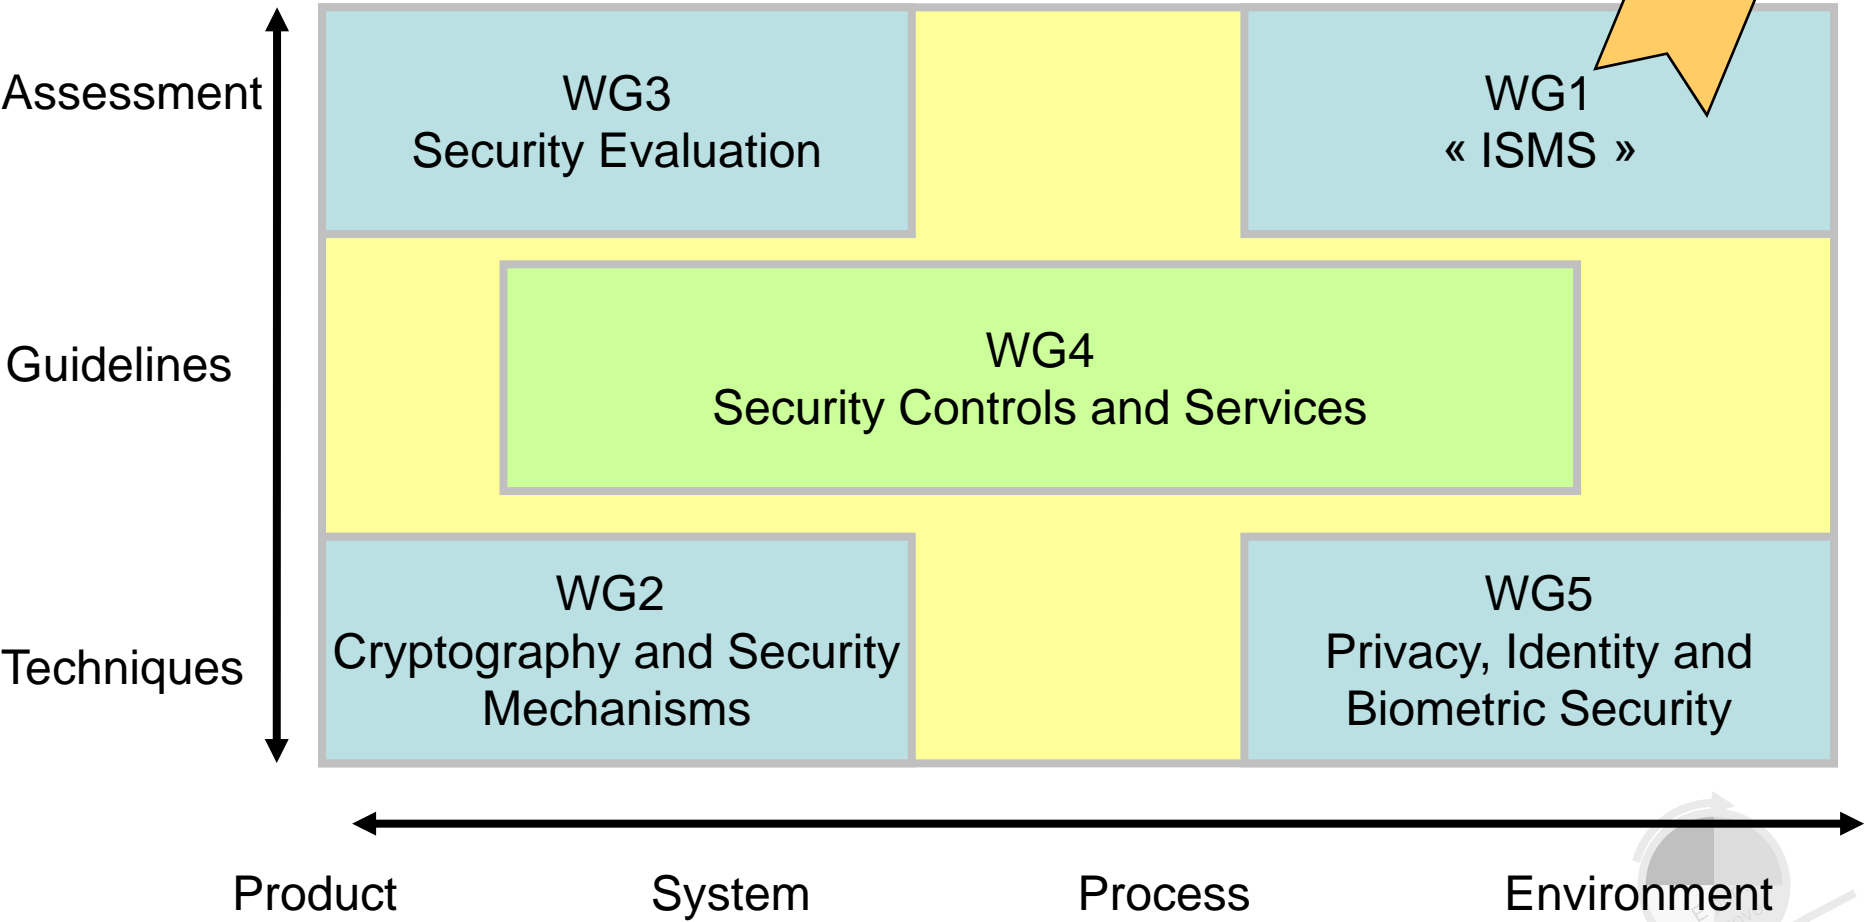 Assessment
WG3
Security Evaluation
WG1
« ISMS »
Guidelines
WG4
Security Controls and Services
Techniques
WG2
Cryptography and Security
Mechanisms
WG5
Privacy, Identity and
Biometric Security
Product
System
Process
Environment